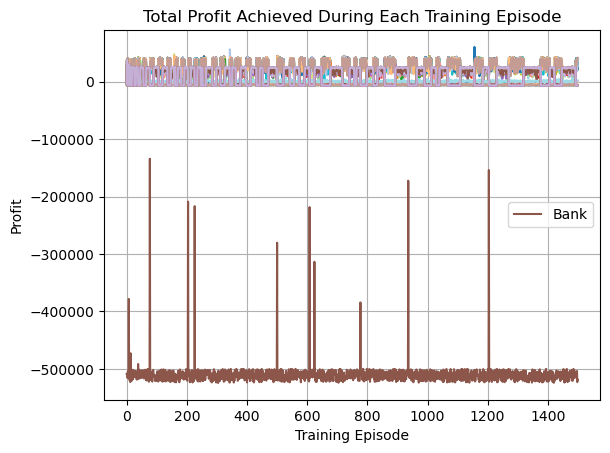 Total Profit Achieved During Each Training Episode
0
−100000
−200000
−300000
−400000
−500000
Profit
Bank
0 200 400 600 800 1000 1200 1400
Training Episode